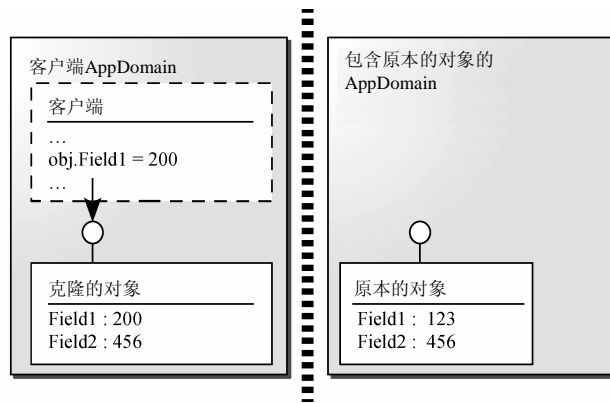 客户端AppDomain
客户端
…
obj.Field1 = 200
…
克隆的对象
Field1 : 200
Field2 : 456
包含原本的对象的
AppDomain
原本的对象
Field1 : 123
Field2 : 456